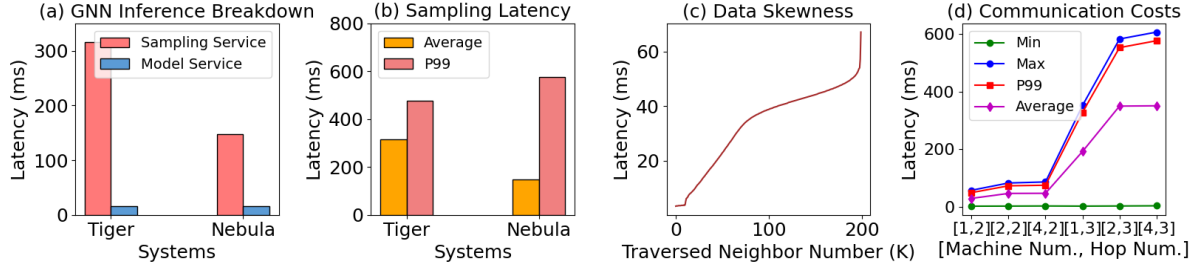 (a) GNN Inference Breakdown
Latency (ms)
300
200
100
0
Sampling Service
Model Service
Tiger
Nebula
Systems
(b) Sampling Latency
Latency (ms)
800
600
400
200
0
Average
P99
Tiger
Nebula
Systems
(c) Data Skewness
Latency (ms)
60
40
20
0
100
200
Traversed Neighbor Number (K)
(d) Communication Costs
Latency (ms)
600
400
200
0
Min
Max
P99
Average
[1,2][2,2][4,2][1,3][2,3][4,3]
[Machine Num., Hop Num.]